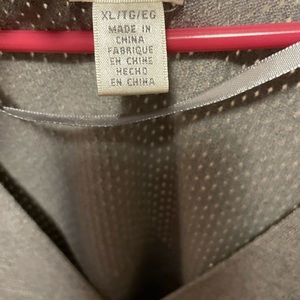 XL/TG/EG
MADE IN
CHINA
FABRIQUE
EN CHINE
HECHO
EN CHINA